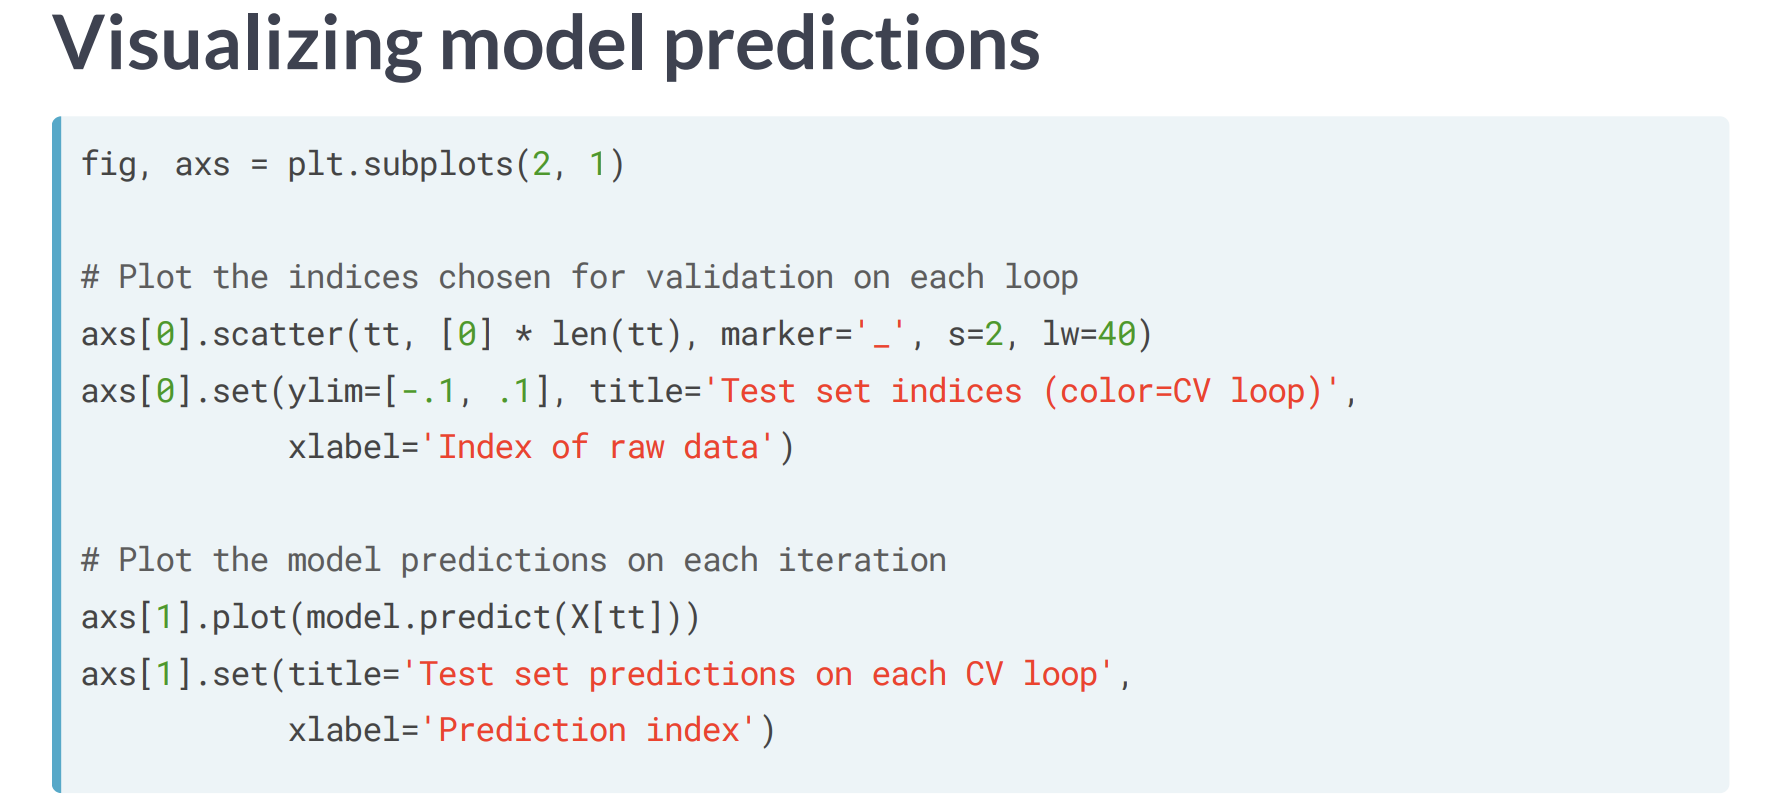 Visualizing model predictions
fig, axs = plt.subplots(2, 1)
# Plot the indices chosen for validation on each loop
axs[0].scatter(tt, [0] * len(tt), marker='_', s=2, lw=40)
axs[0].set(ylim=[-.1, .1], title='Test set indices (color=CV loop)',
xlabel='Index of raw data')
# Plot the model predictions on each iteration
axs[1].plot(model.predict(X[tt]))
axs[1].set(title='Test set predictions on each CV loop',
xlabel='Prediction index')